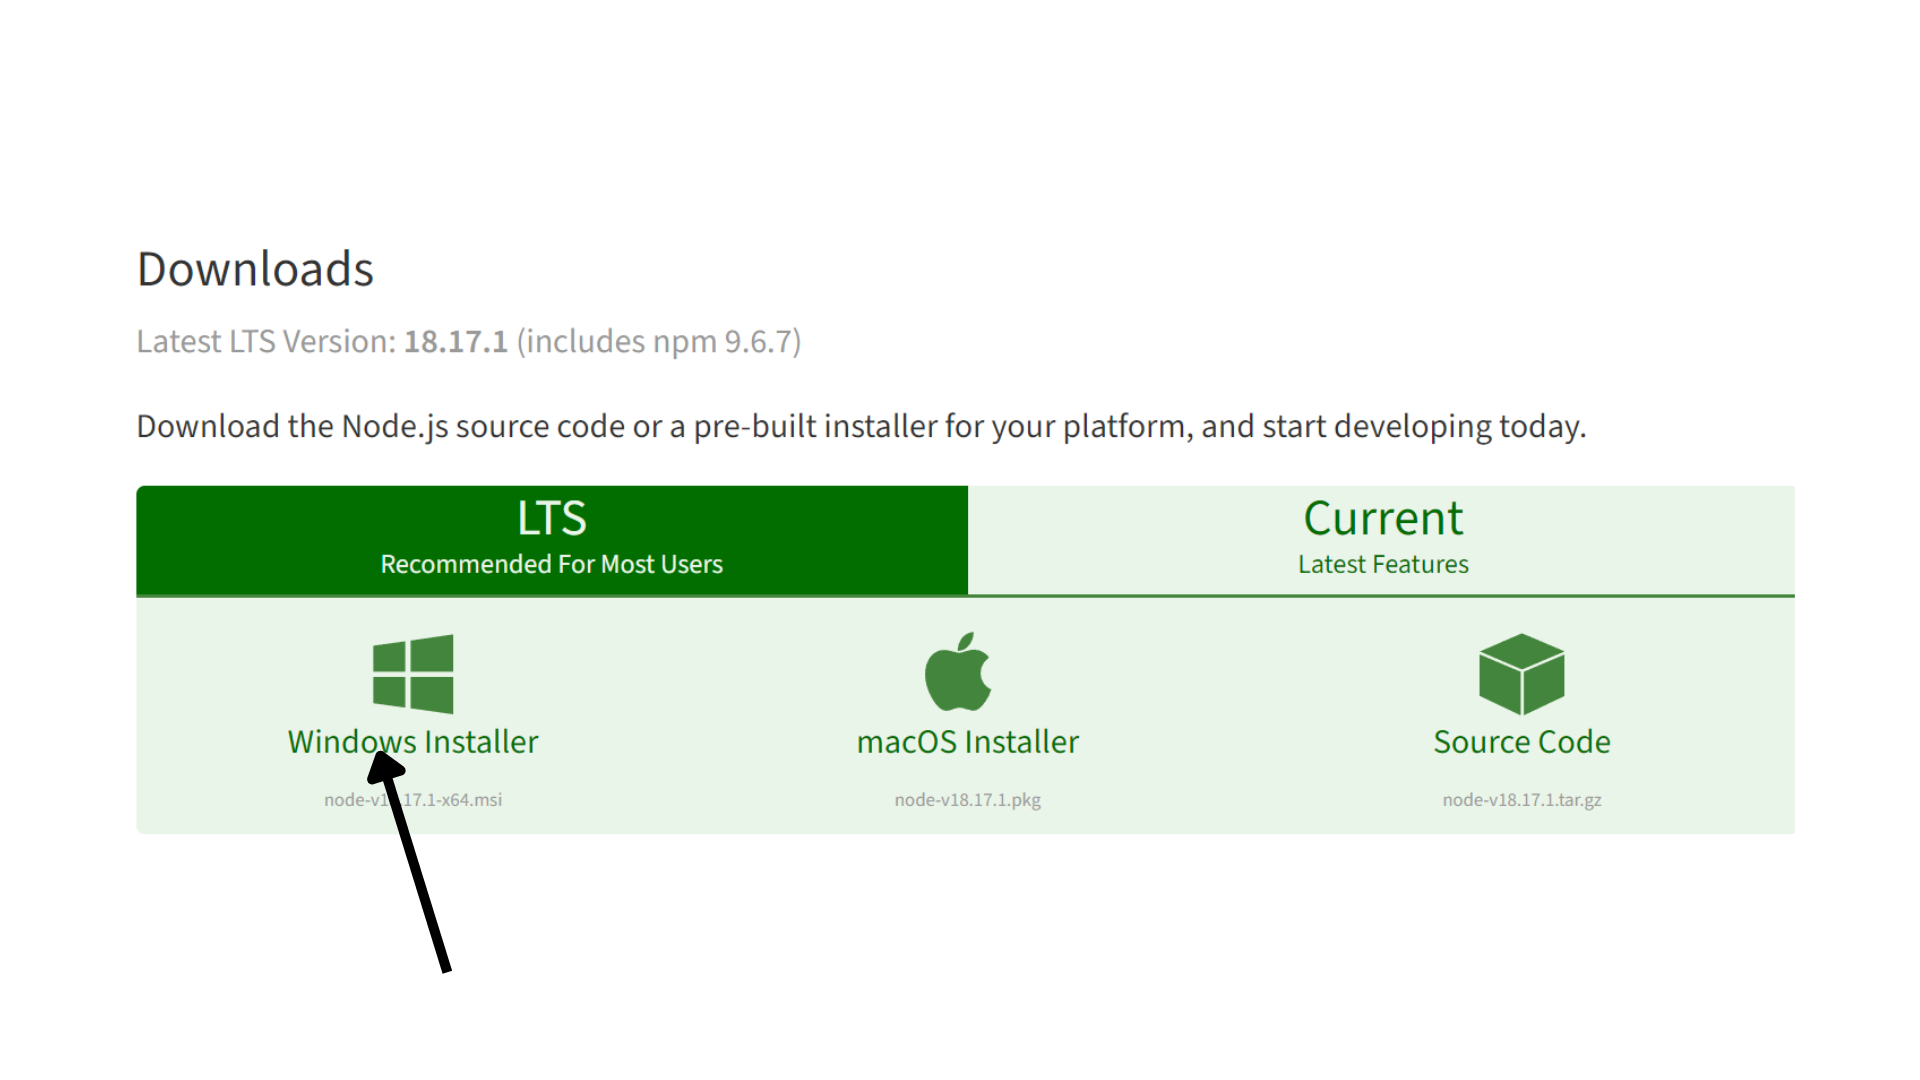 Downloads
Latest LTS Version: 18.17.1 (includes npm 9.6.7)
Download the Node.js source code or a pre-built installer for your platform, and start developing today.
LTS
Recommended For Most Users
Current
Latest Features
Windows Installer
macOS Installer
Source Code
node-v18.17.1-x64.msi
node-v18.17.1.pkg
node-v18.17.1.tar.gz